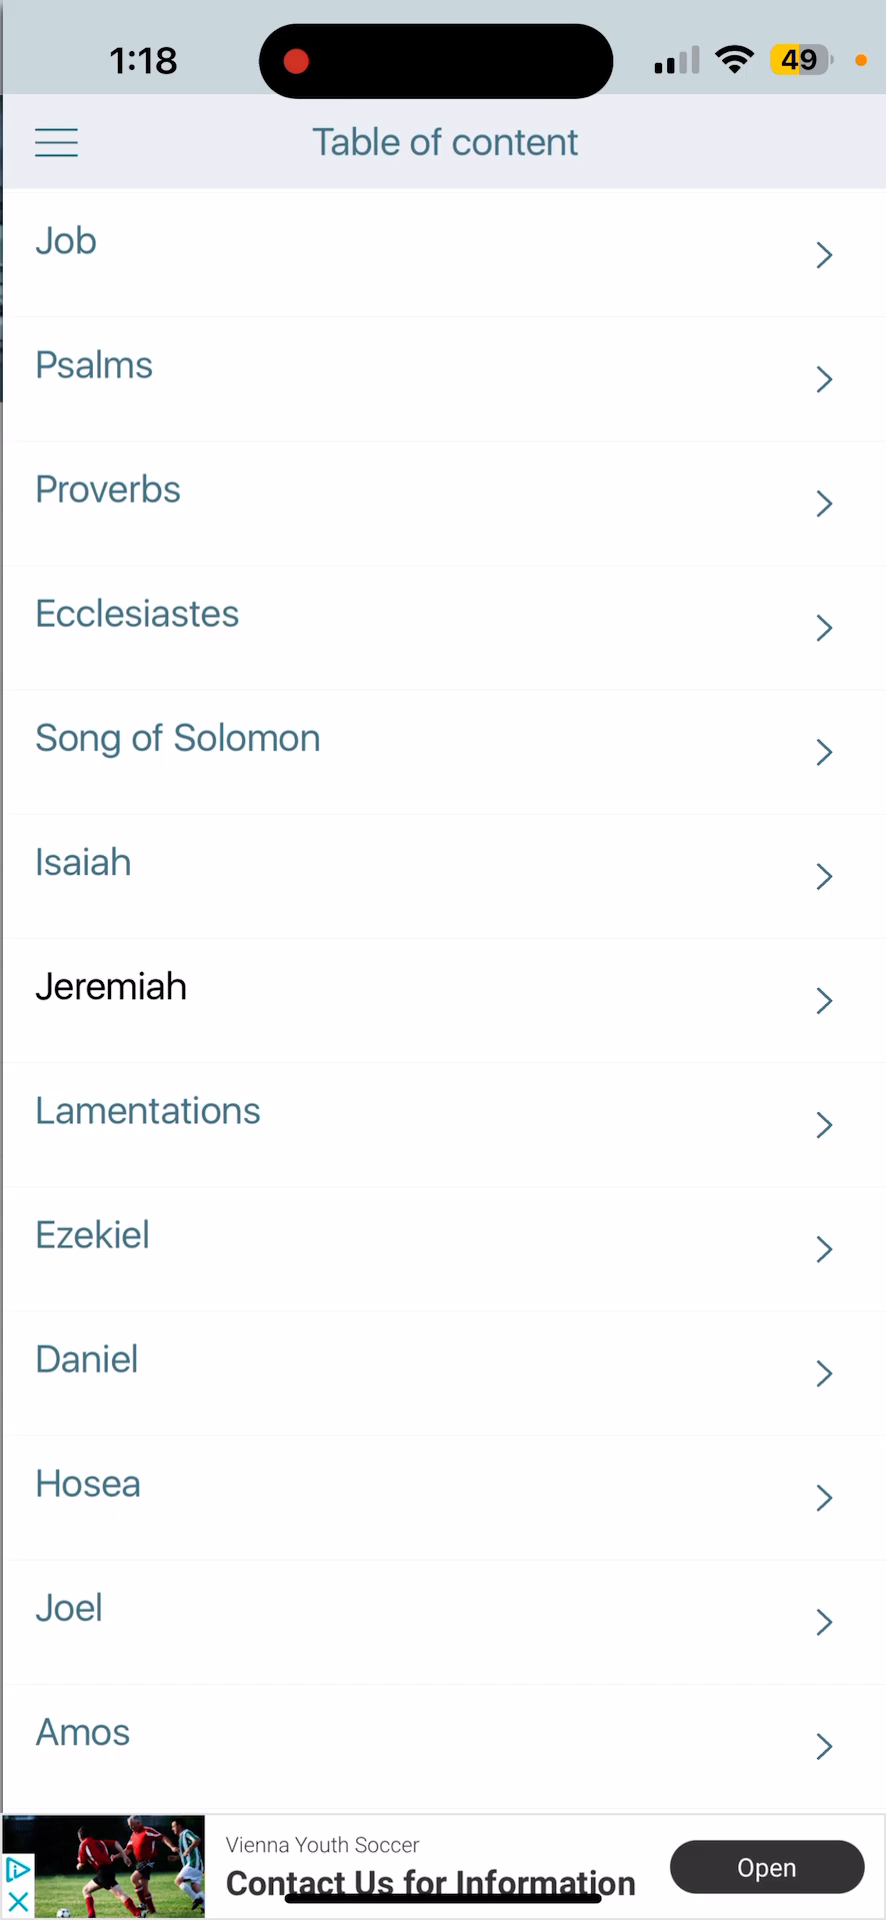 1:18
49
Table of content
Job
Psalms
Proverbs
Ecclesiastes
Song of Solomon
Isaiah
Jeremiah
Lamentations
Ezekiel
Daniel
Hosea
Joel
Amos
Vienna Youth Soccer
Contact Us for Information
Open